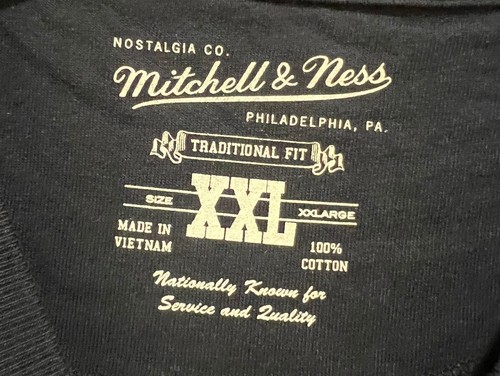 NOSTALGIA CO.
Mitchell & Ness
PHILADELPHIA, PA.
TRADITIONAL FIT
SIZE XXL XXLARGE
MADE IN
VIETNAM
100%
COTTON
Nationally Known for
Service and Quality